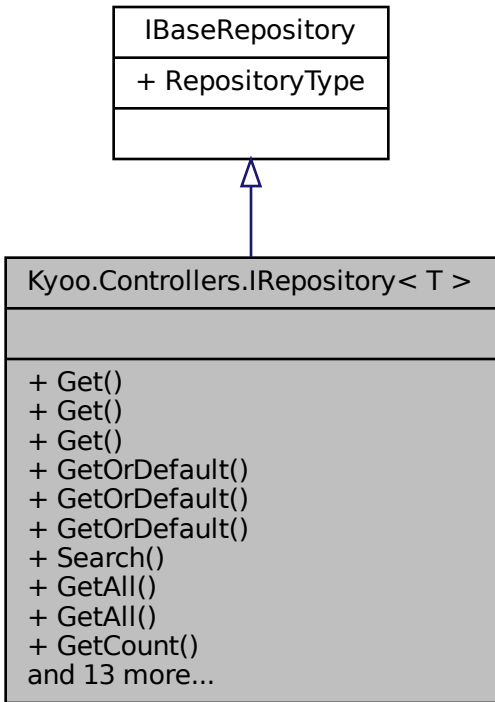 IBaseRepository
+ RepositoryType
Kyoo.Controllers.IRepository< T >
+ Get()
+ Get()
+ Get()
+ GetOrDefault()
+ GetOrDefault()
+ GetOrDefault()
+ Search()
+ GetAll()
+ GetAll()
+ GetCount()
and 13 more...